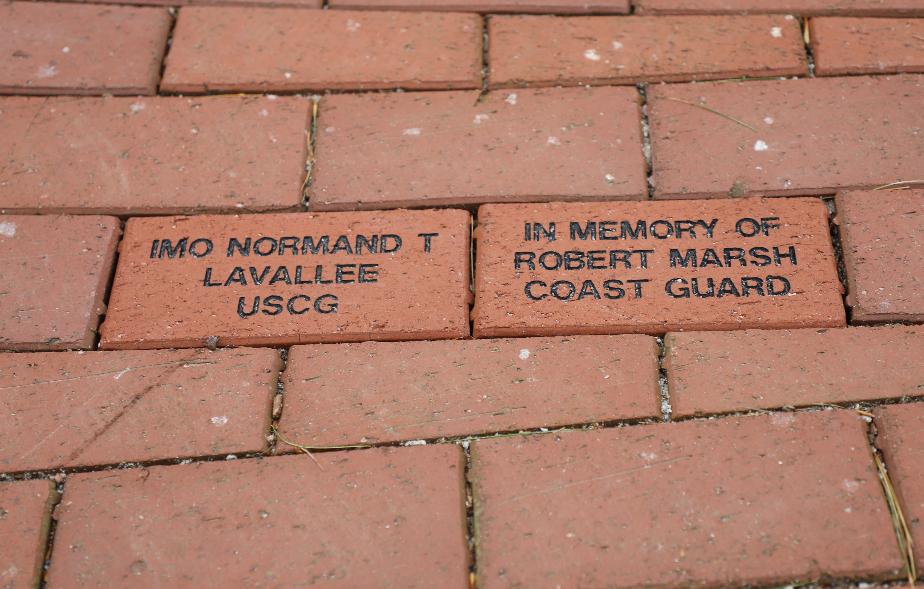 IMO NORMAND T
LAVALLEE
USCG
IN MEMORY OF
ROBERT MARSH
COAST GUARD